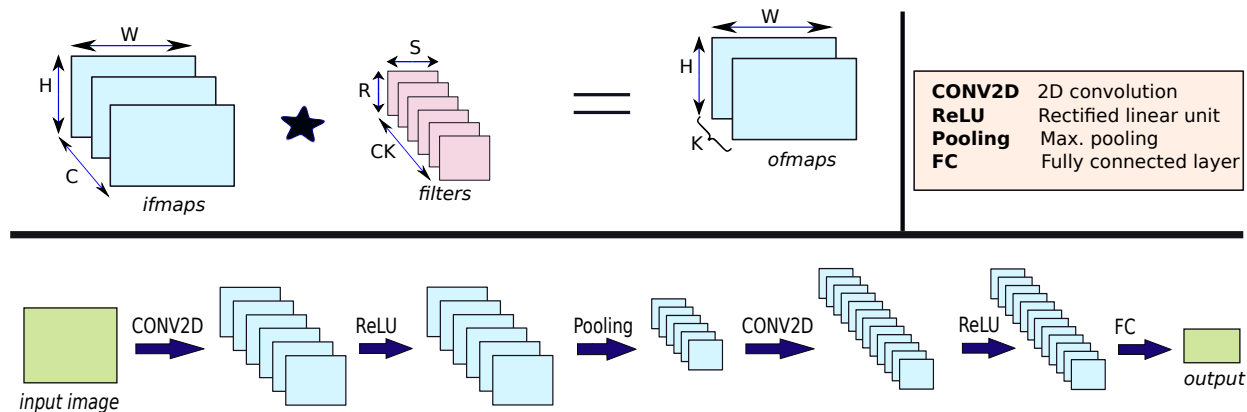 W
H
C
ifmaps
S
R
CK
filters
W
H
K
ofmaps
CONV2D 2D convolution
ReLU Rectified linear unit
Pooling Max. pooling
FC Fully connected layer
input image
CONV2D
ReLU
Pooling
CONV2D
ReLU
FC
output